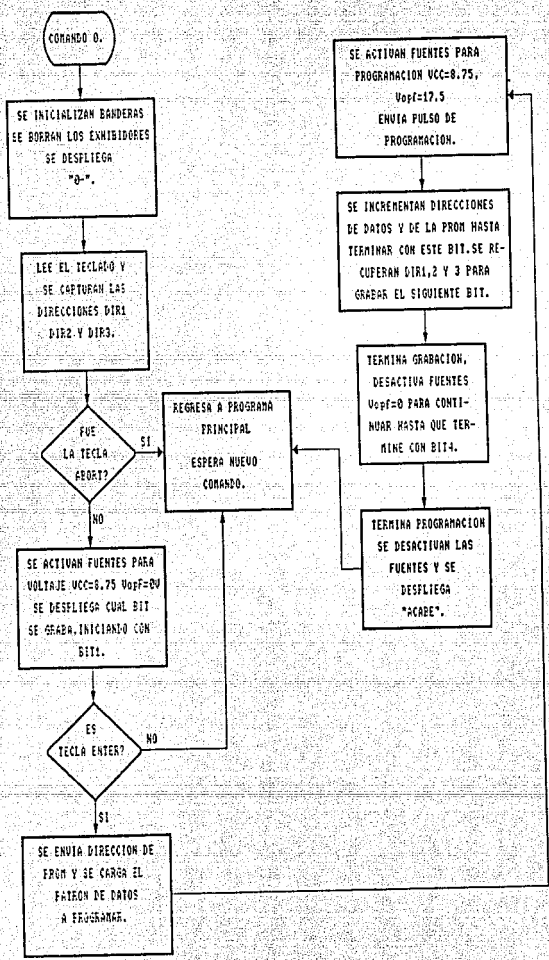 COMANDO 0.
SE INICIALIZAN BANDERAS
SE BORRAN LOS EXHIBIDORES
SE DESPLIEGA
"0-".
LEE EL TECLADO Y
SE CAPTURAN LAS
DIRECCIONES DIR1
DIR2 Y DIR3.
FUE
LA TECLA
ABORT?
SI
NO
REGRESA A PROGRAMA
PRINCIPAL
ESPERA NUEVO
COMANDO.
SE ACTIVAN FUENTES PARA
VOLTAJE VCC=8.75 Vopf=0V
SE DESPLIEGA CUAL BIT
SE GRABA,INICIANDO CON
BIT1.
ES
TECLA ENTER?
NO
SI
SE ENVIA DIRECCION DE
PROM Y SE CARGA EL
PATRON DE DATOS
A PROGRAMAR.
SE ACTIVAN FUENTES PARA
PROGRAMACION VCC=8.75,
Vopf=17.5
ENVIA PULSO DE
PROGRAMACION.
SE INCREMENTAN DIRECCIONES
DE DATOS Y DE LA PROM HASTA
TERMINAR CON ESTE BIT.SE RE-
CUPERAN DIR1,2 Y 3 PARA
GRABAR EL SIGUIENTE BIT.
TERMINA GRABACION,
DESACTIVA FUENTES
Vopf=0 PARA CONTI-
NUAR HASTA QUE TER-
MINE CON BIT4.
TERMINA PROGRAMACION
SE DESACTIVAN LAS
FUENTES Y SE
DESPLIEGA
"ACABE".